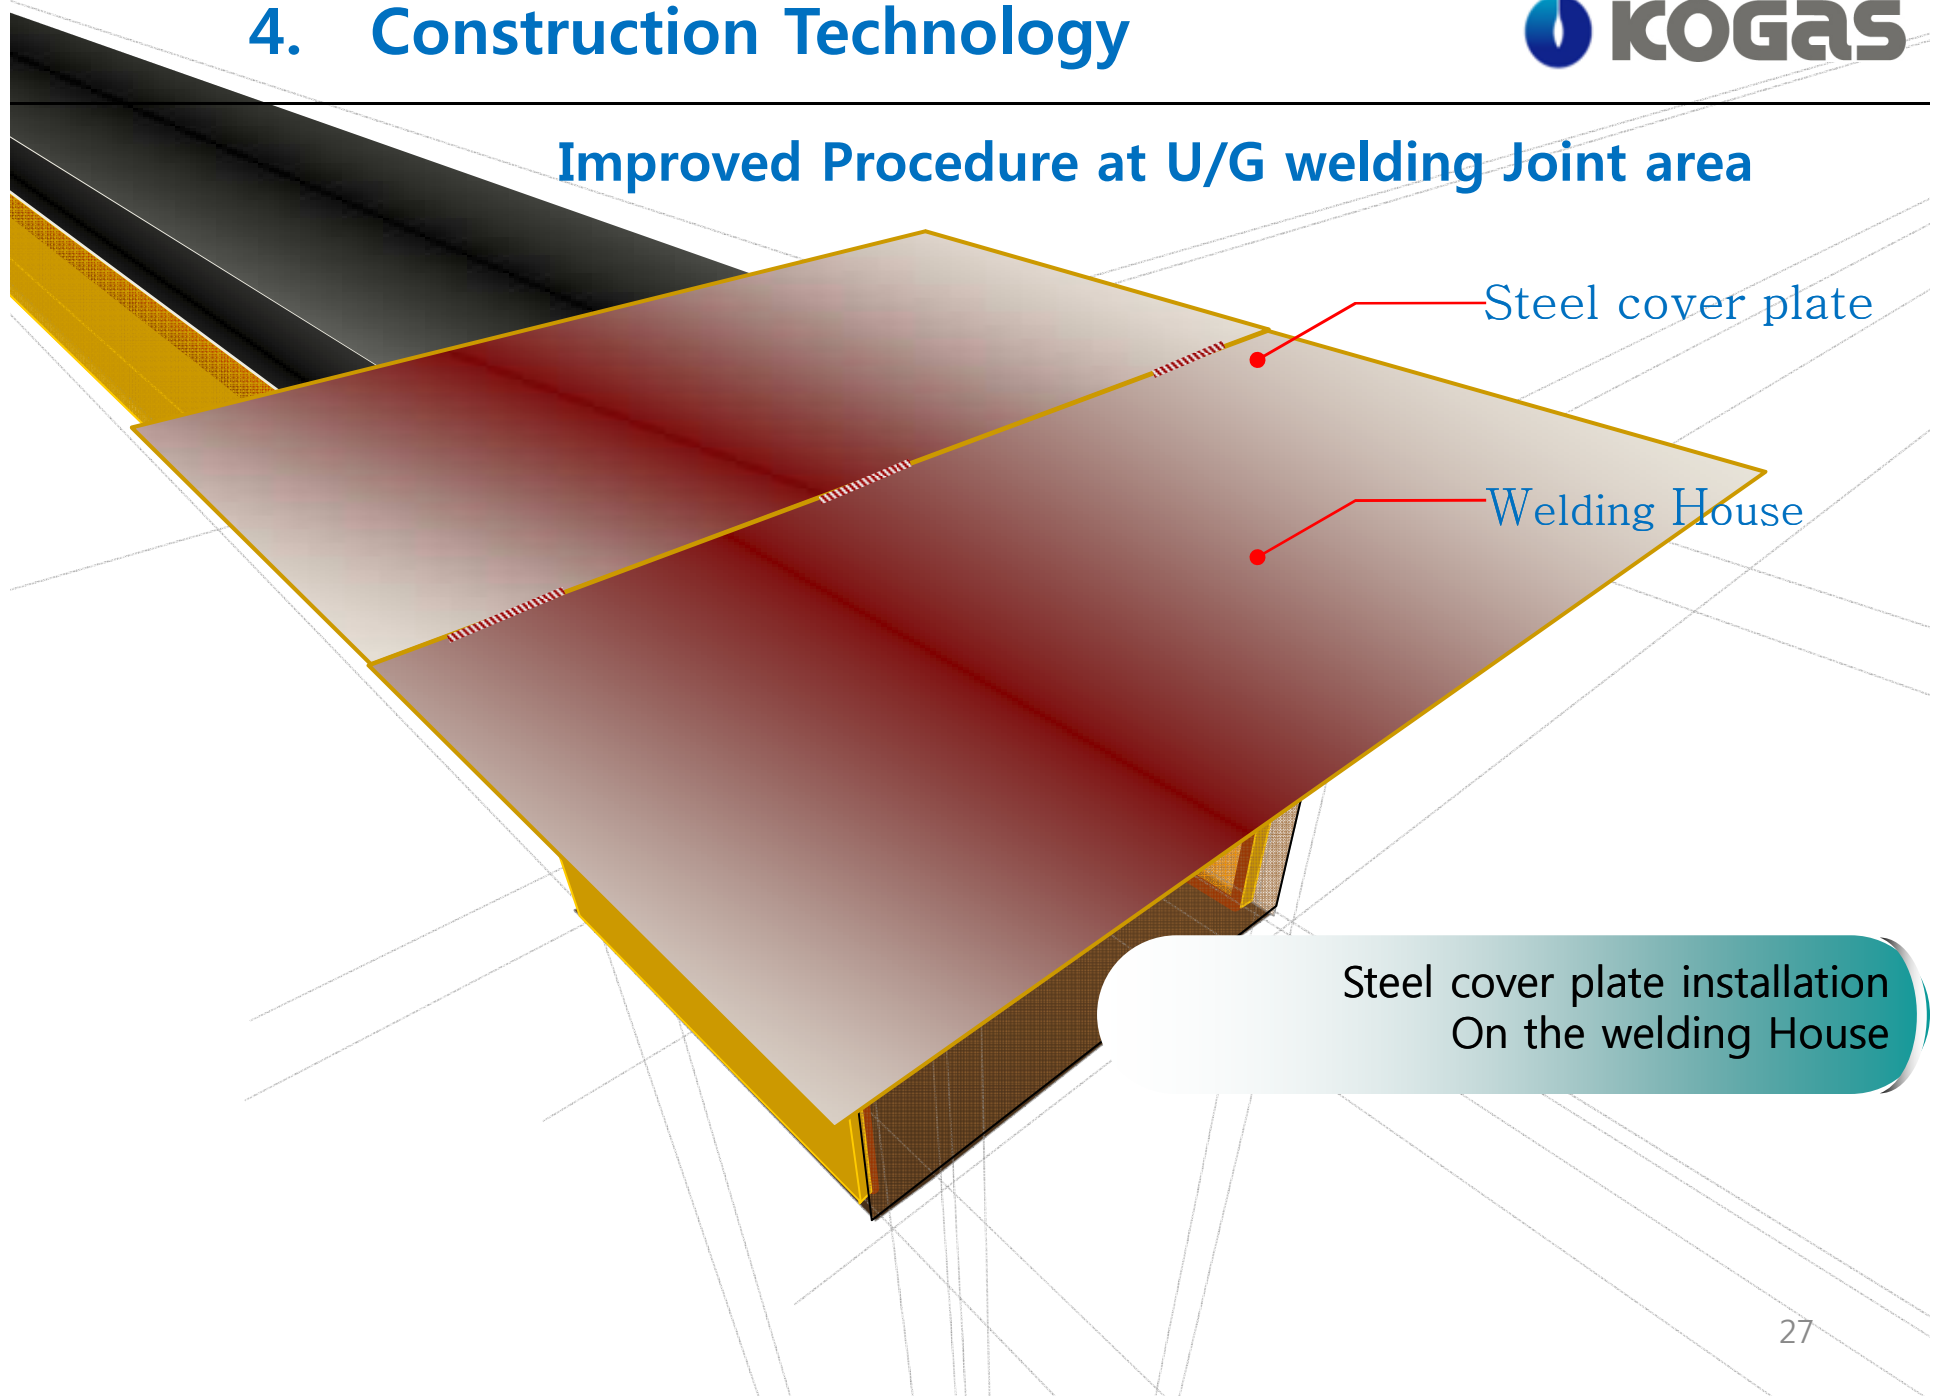 4. Construction Technology
KOGas
Improved Procedure at U/G welding Joint area
Steel cover plate
Welding House
Steel cover plate installation
On the welding House
27